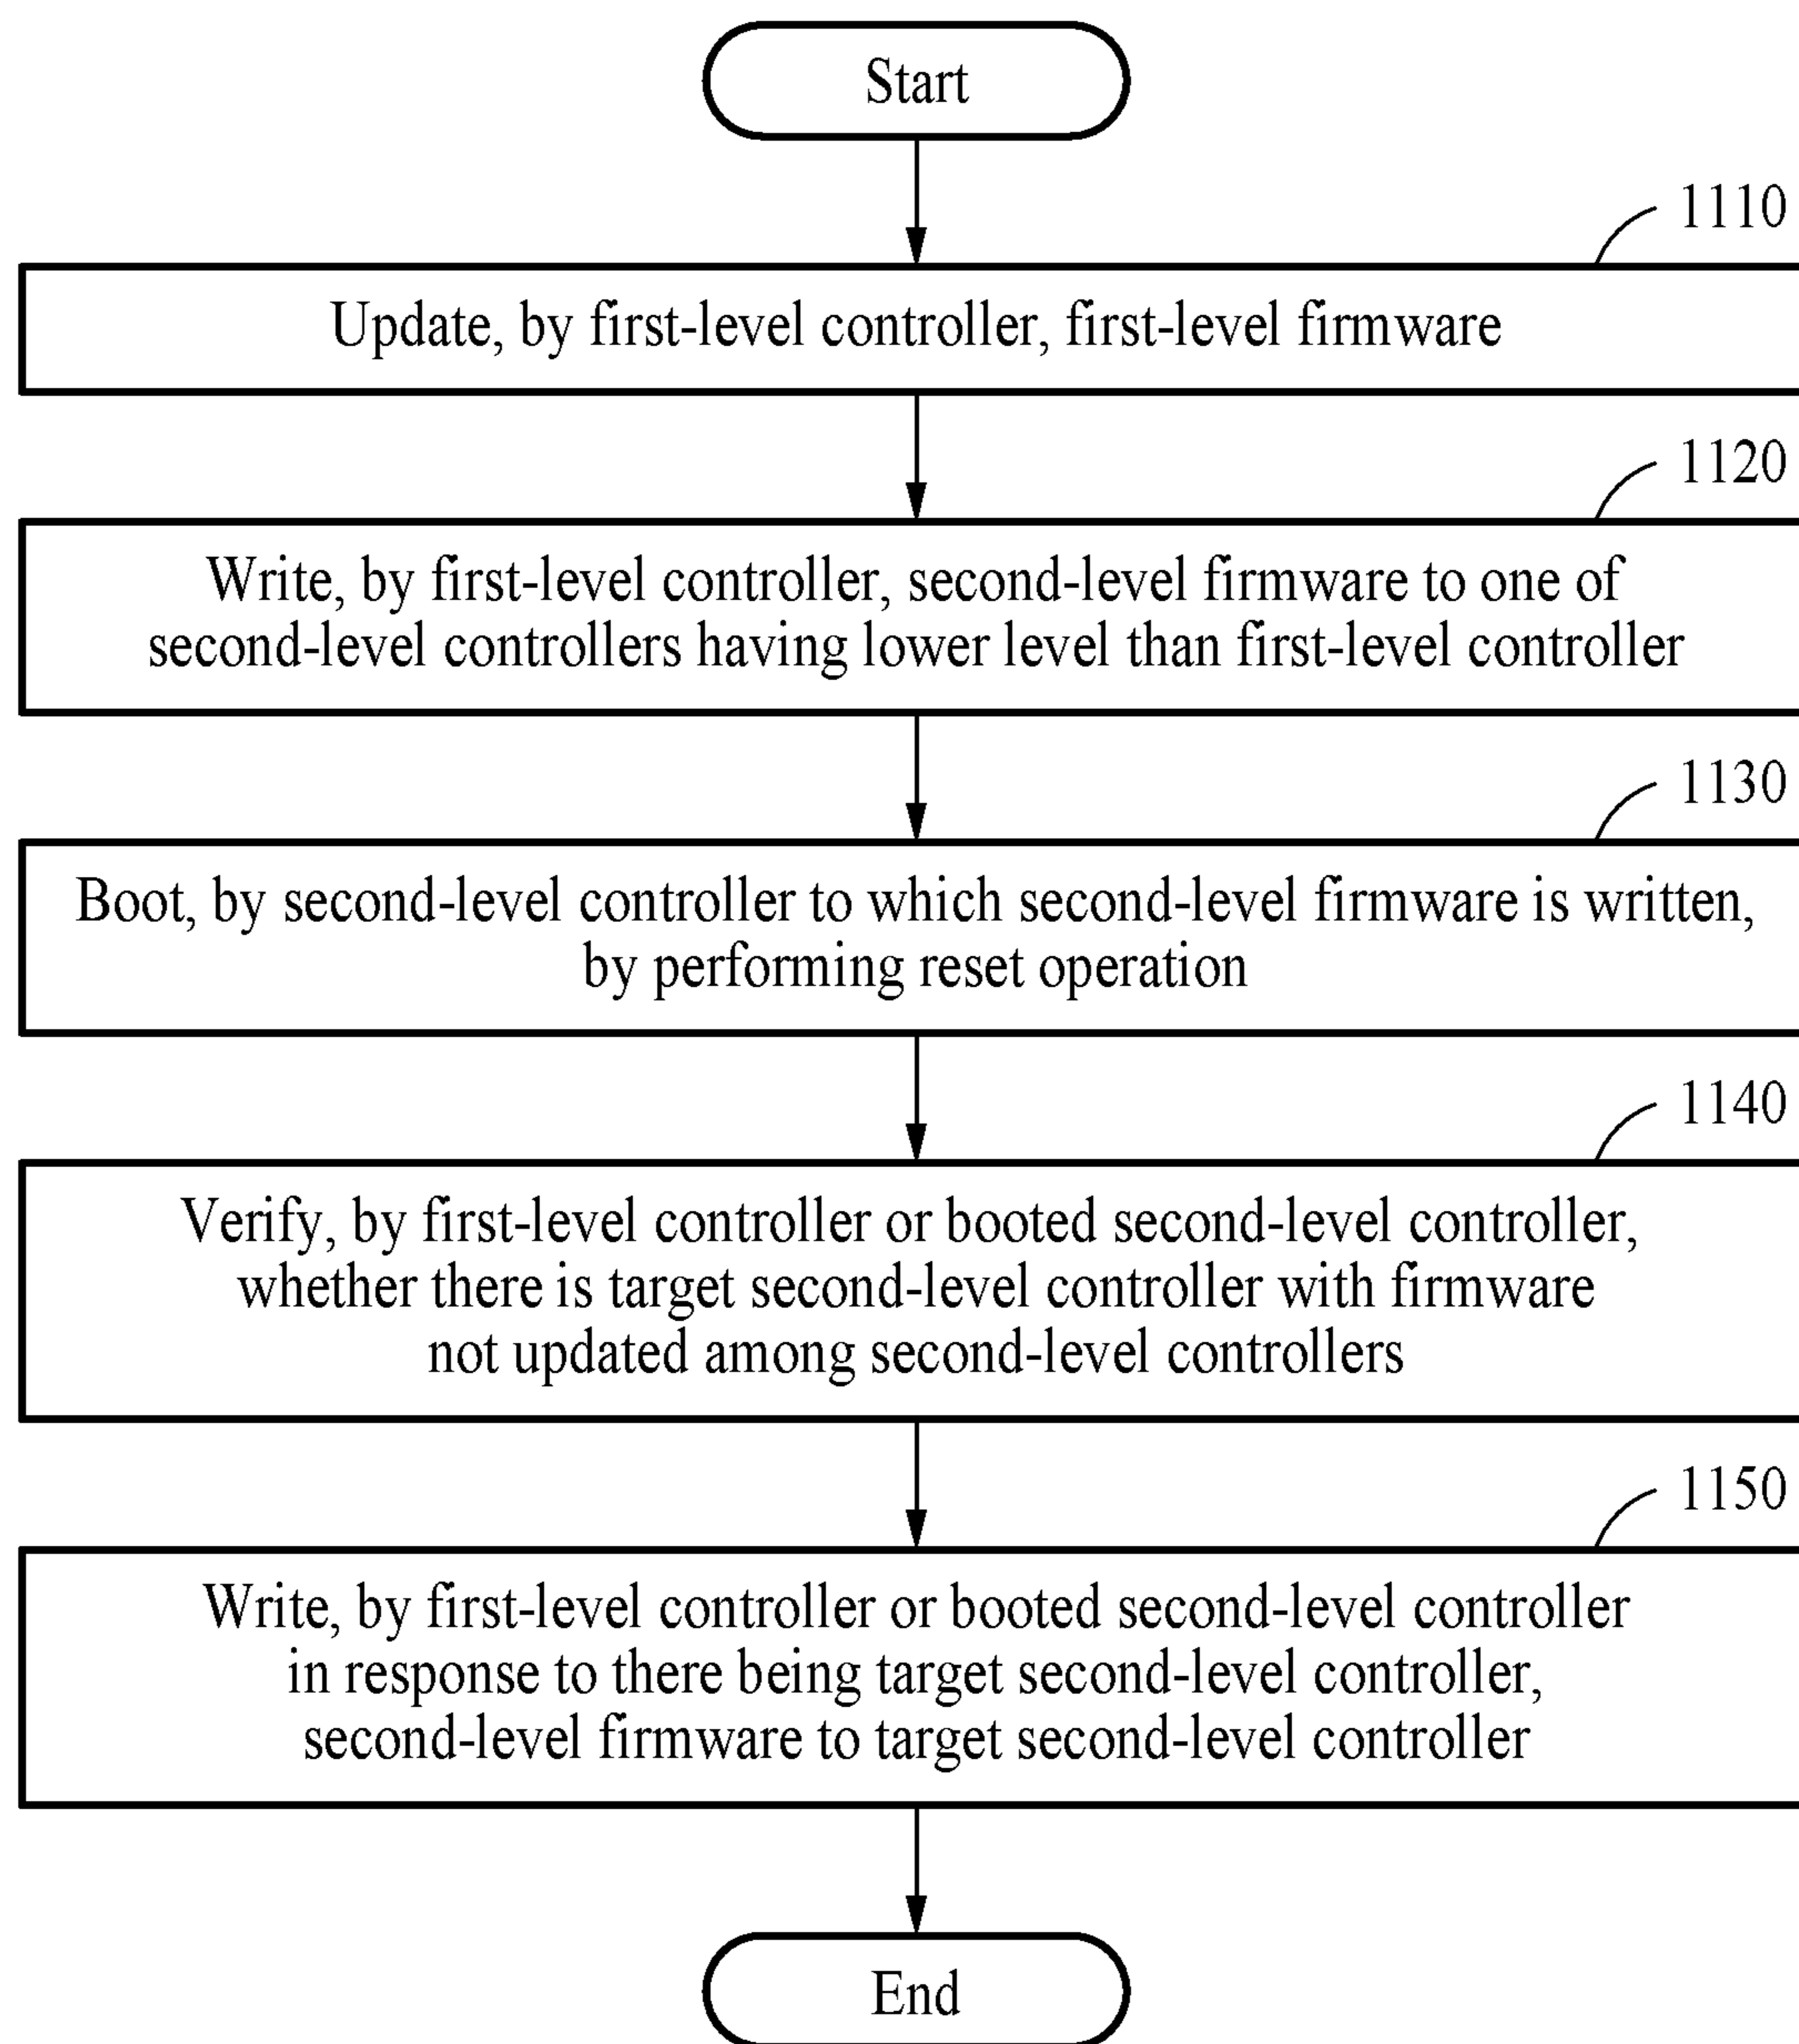 Start
1110
Update, by first-level controller, first-level firmware
1120
Write, by first-level controller, second-level firmware to one of
second-level controllers having lower level than first-level controller
1130
Boot, by second-level controller to which second-level firmware is written,
by performing reset operation
1140
Verify, by first-level controller or booted second-level controller,
whether there is target second-level controller with firmware
not updated among second-level controllers
1150
Write, by first-level controller or booted second-level controller
in response to there being target second-level controller,
second-level firmware to target second-level controller
End